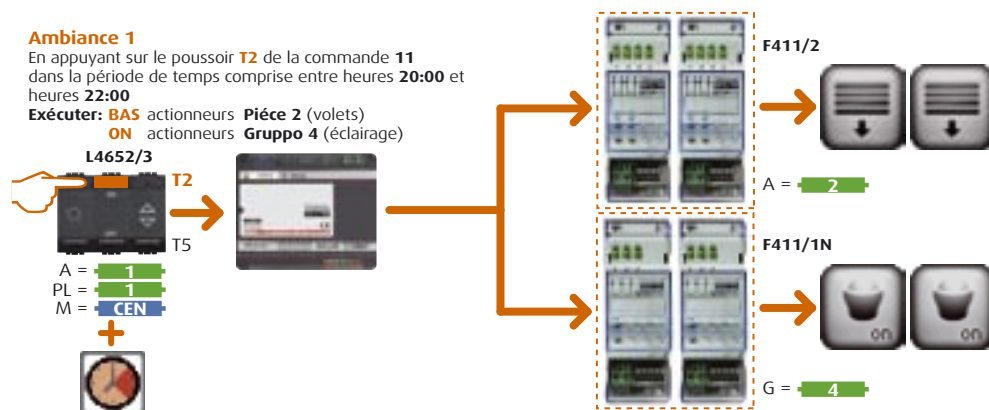 Ambiance 1
En appuyant sur le poussoir T2 de la commande 11
dans la période de temps comprise entre heures 20:00 et
heures 22:00
Exécuter: BAS actionneurs Piéce 2 (volets)
ON actionneurs Gruppo 4 (éclairage)
L4652/3
T2
T5
A = 1
PL = 1
M = CEN
+
F411/2
A = 2
F411/1N
on
on
G = 4